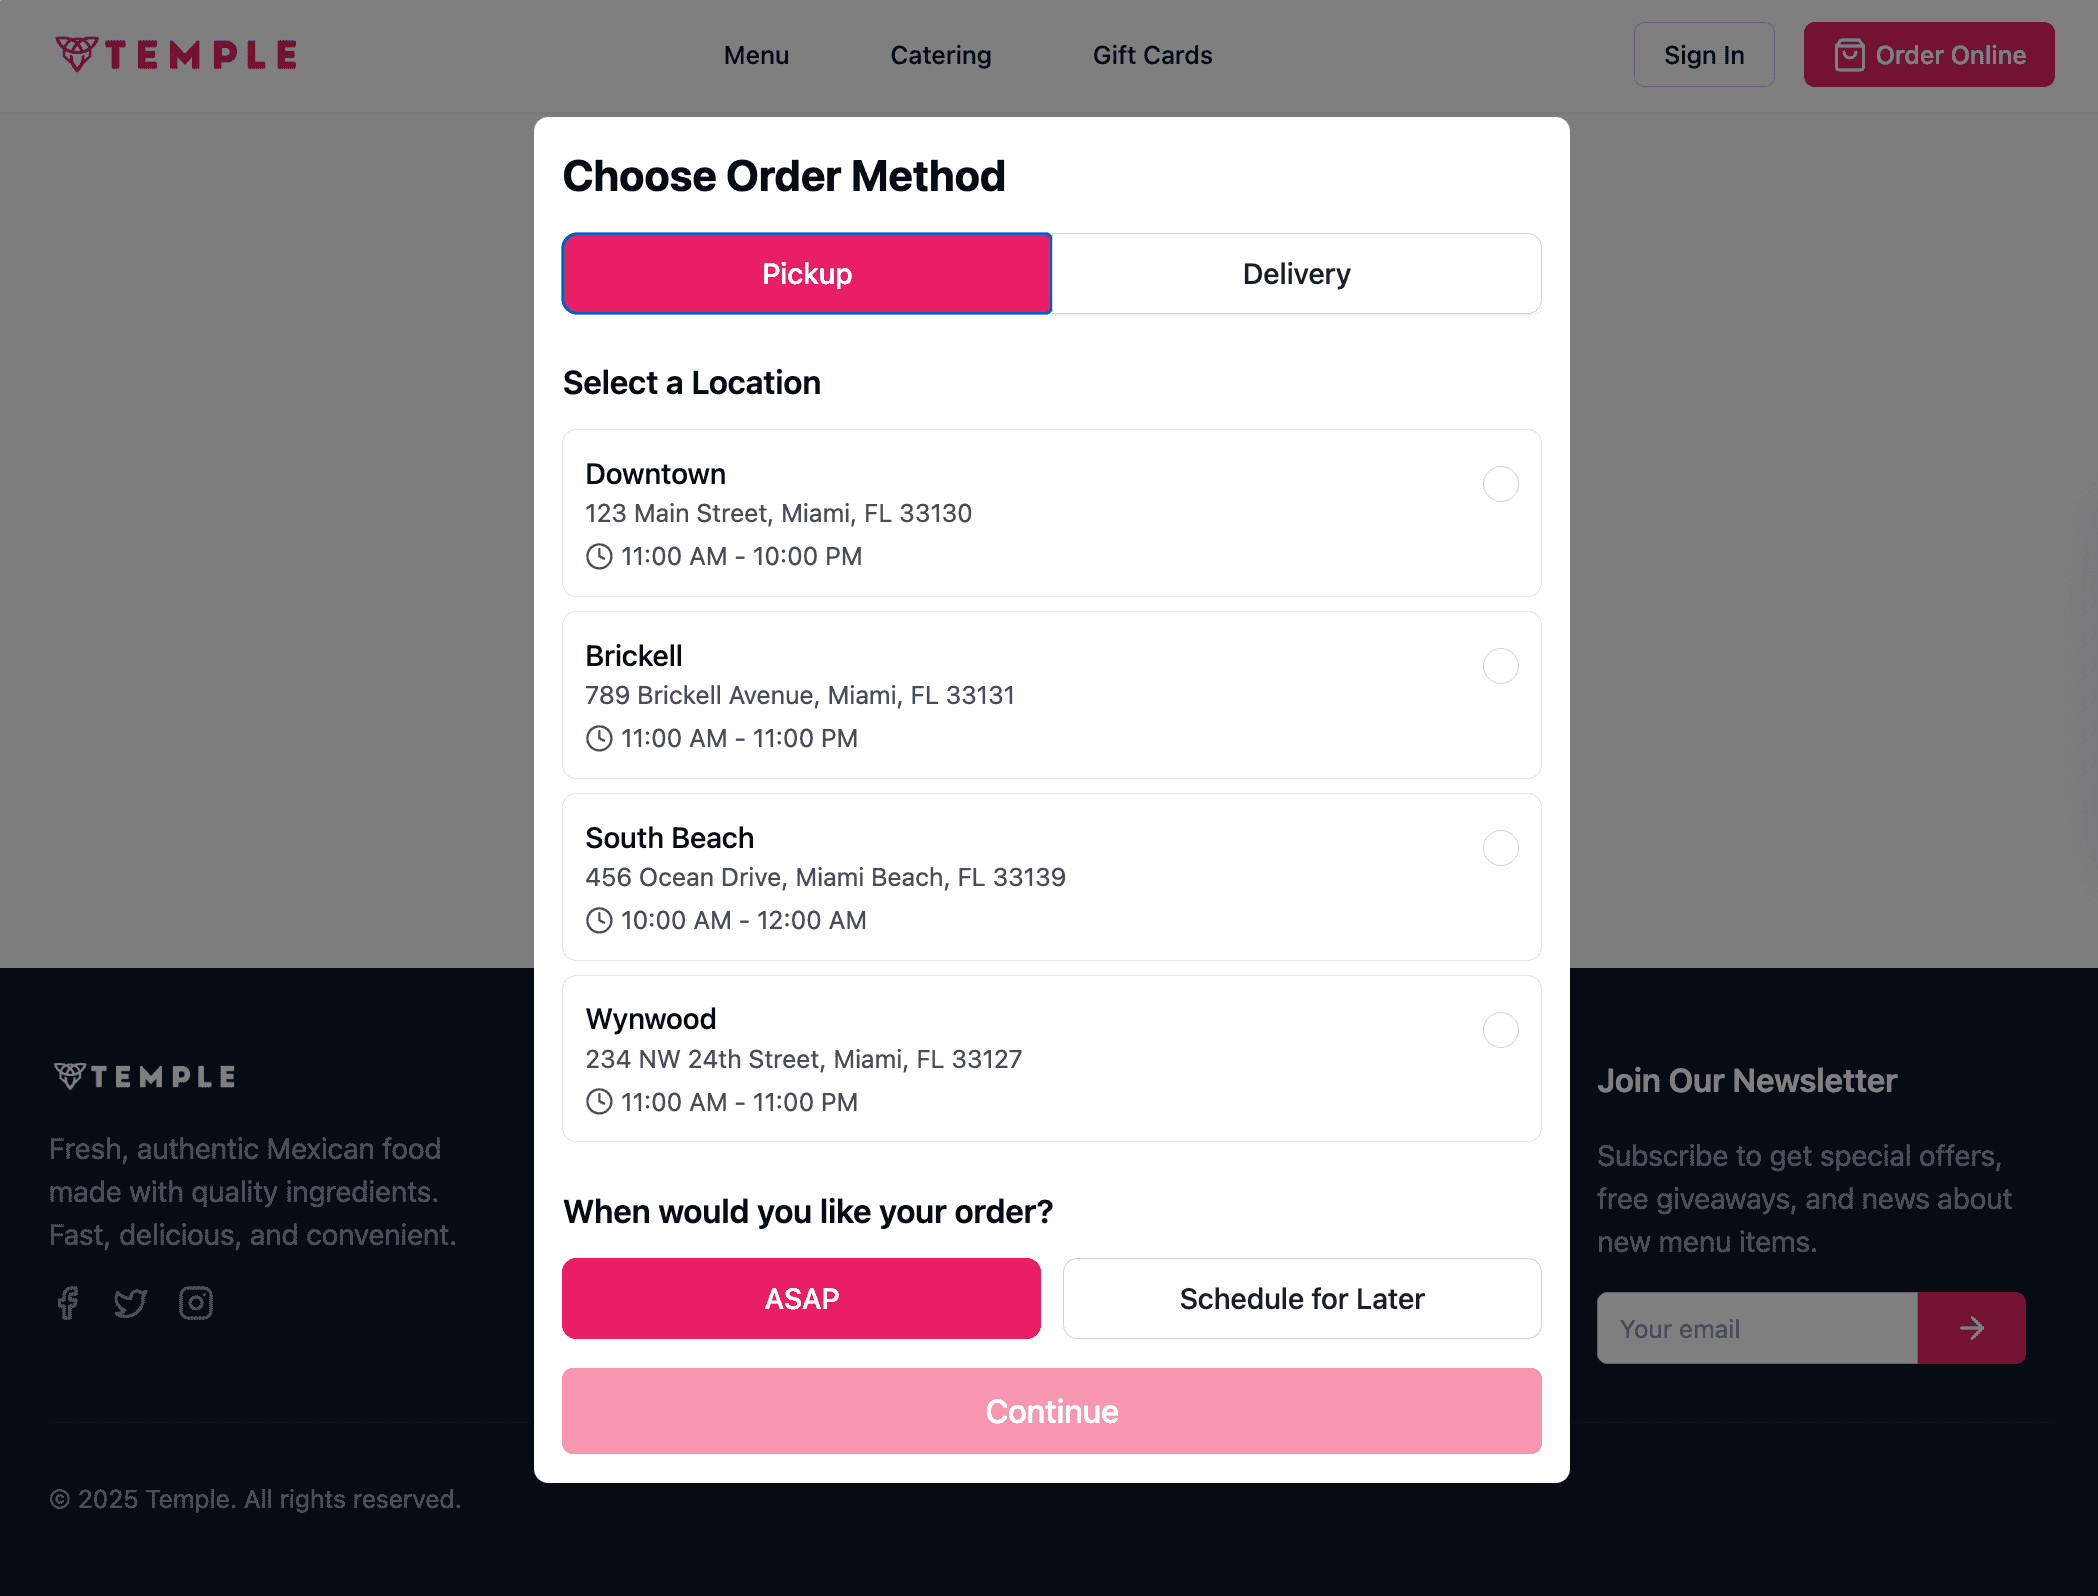 TEMPLE
Menu
Catering
Gift Cards
Sign In
Order Online
Choose Order Method
Pickup
Delivery
Select a Location
Downtown
123 Main Street, Miami, FL 33130
11:00 AM - 10:00 PM
Brickell
789 Brickell Avenue, Miami, FL 33131
11:00 AM - 11:00 PM
South Beach
456 Ocean Drive, Miami Beach, FL 33139
10:00 AM - 12:00 AM
Wynwood
234 NW 24th Street, Miami, FL 33127
11:00 AM - 11:00 PM
When would you like your order?
ASAP
Schedule for Later
Continue
TEMPLE
Fresh, authentic Mexican food
made with quality ingredients.
Fast, delicious, and convenient.
Join Our Newsletter
Subscribe to get special offers,
free giveaways, and news about
new menu items.
Your email
© 2025 Temple. All rights reserved.